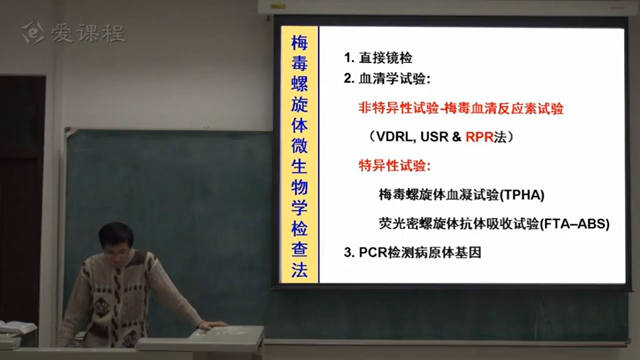 爱课程
梅毒螺旋体微生物学检查法
1. 直接镜检
2. 血清学试验:
非特异性试验-梅毒血清反应素试验
（VDRL, USR & RPR法）
特异性试验:
梅毒螺旋体血凝试验(TPHA)
荧光密螺旋体抗体吸收试验(FTA–ABS)
3. PCR检测病原体基因